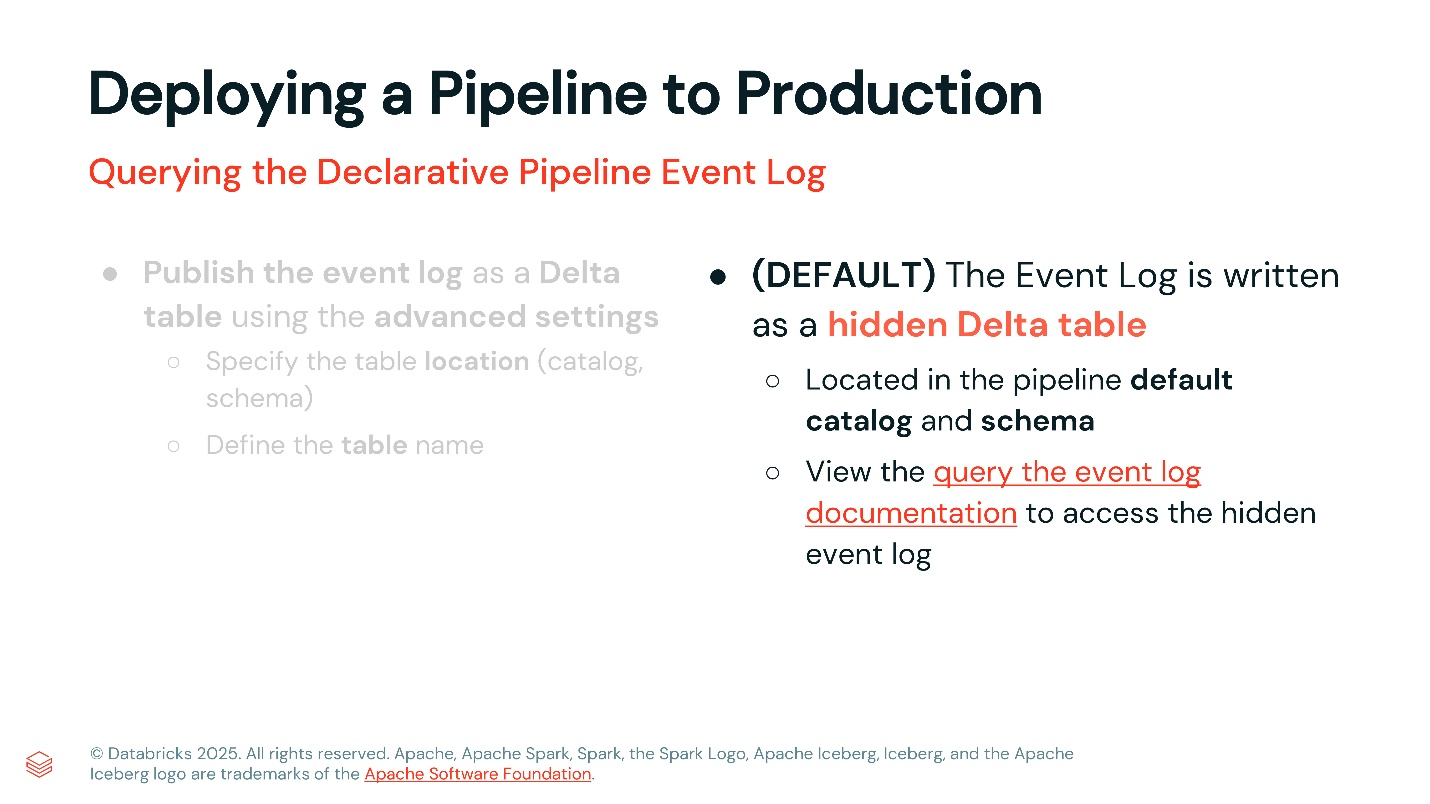 Deploying a Pipeline to Production
Querying the Declarative Pipeline Event Log
● Publish the event log as a Delta
table using the advanced settings
○ Specify the table location (catalog,
schema)
○ Define the table name
● (DEFAULT) The Event Log is written
as a hidden Delta table
○ Located in the pipeline default
catalog and schema
○ View the query the event log
documentation to access the hidden
event log
© Databricks 2025. All rights reserved. Apache, Apache Spark, Spark, the Spark Logo, Apache Iceberg, Iceberg, and the Apache
Iceberg logo are trademarks of the Apache Software Foundation.